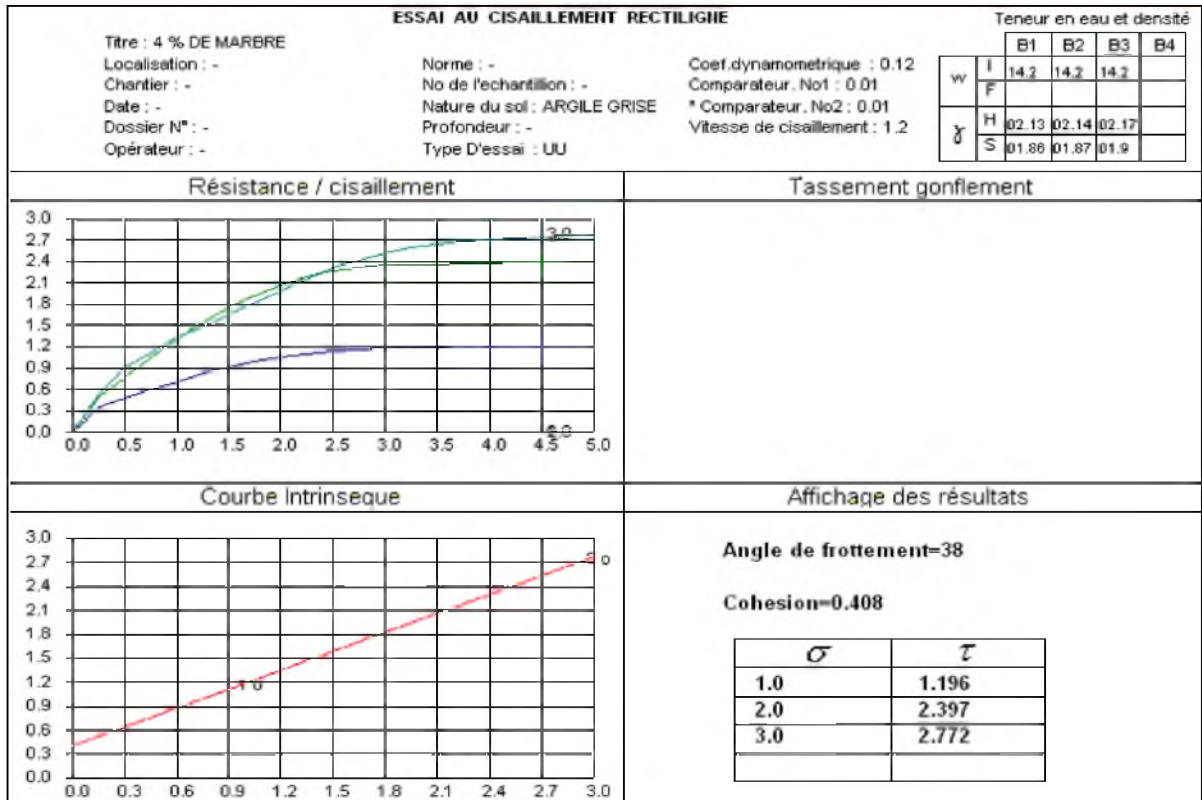 ESSAI AU CISAILLEMENT RECTILIGNE
Titre : 4 % DE MARBRE
Localisation : -
Chantier : -
Date : -
Dossier N° : -
Opérateur : -
Norme : -
No de l'echantillion : -
Nature du sol : ARGILE GRISE
Profondeur : -
Type D'essai : UU
Coef.dynamometrique : 0.12
Comparateur. No1 : 0.01
* Comparateur. No2 : 0.01
Vitesse de cisaillement : 1.2
Teneur en eau et densité
B1 B2 B3 B4
w I 14.2 14.2 14.2
F
γ H 02.13 02.14 02.17
S 01.86 01.87 01.9
Résistance / cisaillement
3.0
2.7
2.4
2.1
1.8
1.5
1.2
0.9
0.6
0.3
0.0
0.0 0.5 1.0 1.5 2.0 2.5 3.0 3.5 4.0 4.5 5.0
3.0
Tassement gonflement
Courbe Intrinseque
3.0
2.7
2.4
2.1
1.8
1.5
1.2
0.9
0.6
0.3
0.0
0.0 0.3 0.6 0.9 1.2 1.5 1.8 2.1 2.4 2.7 3.0
1.0
Affichage des résultats
Angle de frottement=38
Cohesion=0.408
σ τ
1.0 1.196
2.0 2.397
3.0 2.772